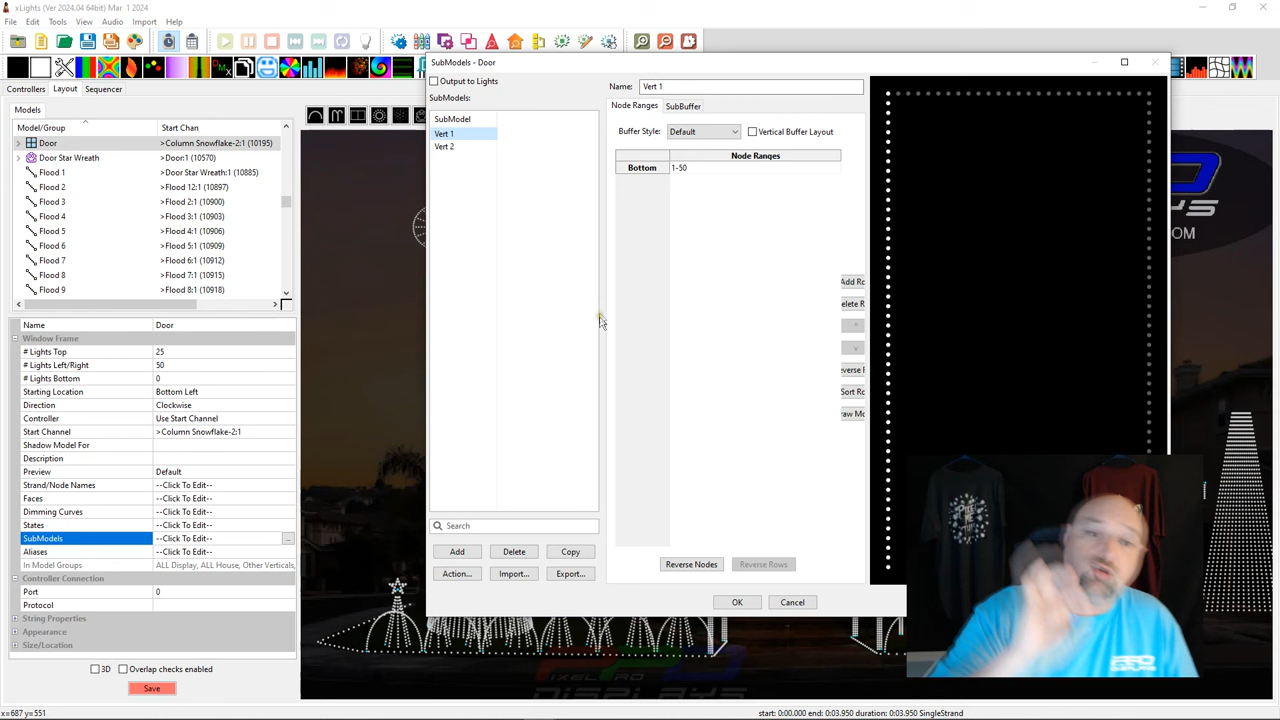 xLights (Ver 2024.04 64bit) Mar 1 2024
File Edit Tools View Audio Import Help
Controllers Layout Sequencer
Models
Model/Group Start Chan
Door >Column Snowflake-2:1 (10195)
Door Star Wreath >Door:1 (10570)
Flood 1 >Door Star Wreath:1 (10885)
Flood 2 >Flood 12:1 (10897)
Flood 3 >Flood 2:1 (10900)
Flood 4 >Flood 3:1 (10903)
Flood 5 >Flood 4:1 (10906)
Flood 6 >Flood 5:1 (10909)
Flood 7 >Flood 6:1 (10912)
Flood 8 >Flood 7:1 (10915)
Flood 9 >Flood 8:1 (10918)
Name Door
Window Frame
# Lights Top 25
# Lights Left/Right 50
# Lights Bottom 0
Starting Location Bottom Left
Direction Clockwise
Controller Use Start Channel
Start Channel >Column Snowflake-2:1
Shadow Model For
Description
Preview Default
Strand/Node Names --Click To Edit--
Faces --Click To Edit--
Dimming Curves --Click To Edit--
States --Click To Edit--
SubModels --Click To Edit-- ...
Aliases --Click To Edit--
In Model Groups ALL Display, ALL House, Other Verticals,
Controller Connection
Port 0
Protocol
String Properties
Appearance
Size/Location
3D Overlap checks enabled
Save
SubModels - Door
Output to Lights
SubModels:
SubModel
Vert 1
Vert 2
Search
Add Delete Copy
Action... Import... Export...
Name: Vert 1
Node Ranges SubBuffer
Buffer Style: Default Vertical Buffer Layout
Node Ranges
Bottom 1-50
Add Ro
elete R
everse F
Sort Ro
raw Mo
Reverse Nodes Reverse Rows
OK Cancel
OM
DISPLAYS
x=687 y=551
start: 0:00.000 end: 0:03.950 duration: 0:03.950 SingleStrand